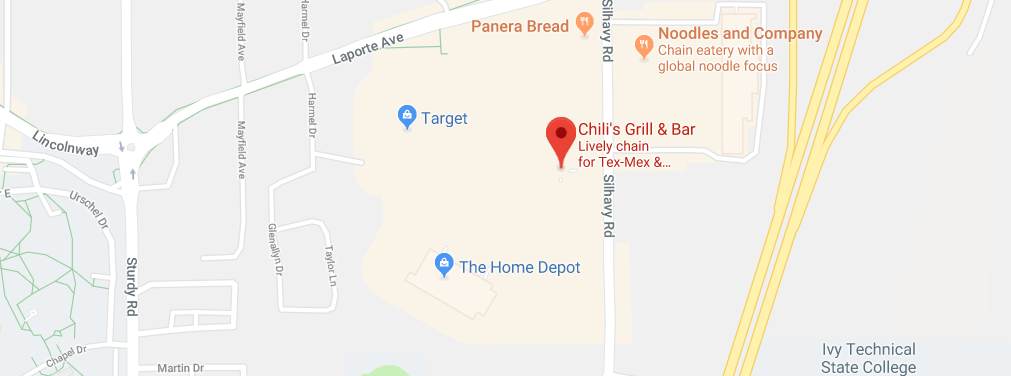 Mayfield Ave
Harmel Dr
Laporte Ave
Panera Bread
Silhavy Rd
Noodles and Company
Chain eatery with a
global noodle focus
Target
Chili's Grill & Bar
Lively chain
for Tex-Mex &...
Lincolnway
Mayfield Ave
Harmel Dr
E
Urschel Dr
Silhavy Rd
Glenallyn Dr
Taylor Ln
Sturdy Rd
The Home Depot
Chapel Dr
Martin Dr
Ivy Technical
State College